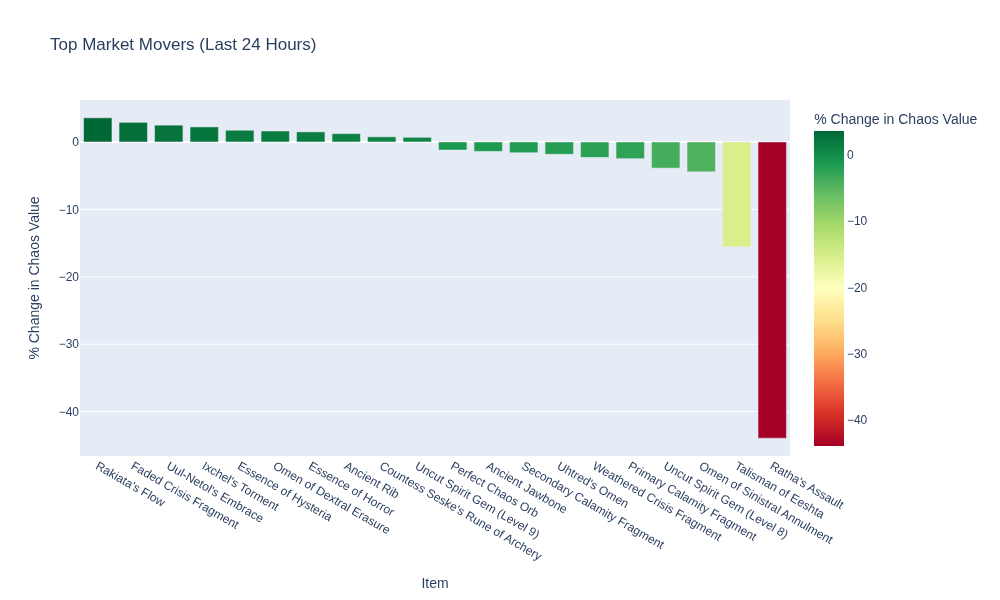 Top Market Movers (Last 24 Hours)
% Change in Chaos Value
0
−10
−20
−30
−40
% Change in Chaos Value
0
−10
−20
−30
−40
Rakiata's Flow
Faded Crisis Fragment
Uul-Netol's Embrace
Ixchel's Torment
Essence of Hysteria
Omen of Dextral Erasure
Essence of Horror
Ancient Rib
Countess Seske's Rune of Archery
Uncut Spirit Gem (Level 9)
Perfect Chaos Orb
Ancient Jawbone
Secondary Calamity Fragment
Uhtred's Omen
Weathered Crisis Fragment
Primary Calamity Fragment
Uncut Spirit Gem (Level 8)
Omen of Sinistral Annulment
Talisman of Eeshta
Ratha's Assault
Item